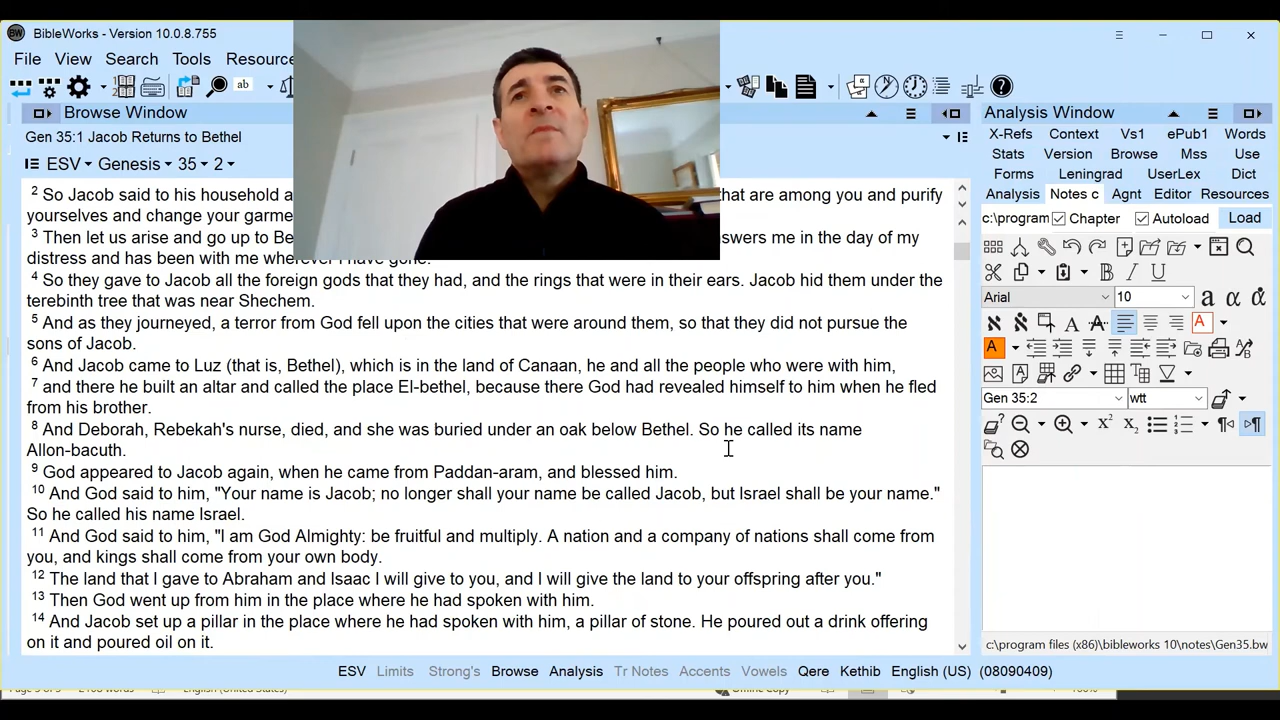 BW BibleWorks - Version 10.0.8.755
File View Search Tools Resource
ab
Browse Window
Gen 35:1 Jacob Returns to Bethel
ESV Genesis 35 2
2 So Jacob said to his household a that are among you and purify
yourselves and change your garme
3 Then let us arise and go up to Be swers me in the day of my
distress and has been with me wherever I have gone.
4 So they gave to Jacob all the foreign gods that they had, and the rings that were in their ears. Jacob hid them under the
terebinth tree that was near Shechem.
5 And as they journeyed, a terror from God fell upon the cities that were around them, so that they did not pursue the
sons of Jacob.
6 And Jacob came to Luz (that is, Bethel), which is in the land of Canaan, he and all the people who were with him,
7 and there he built an altar and called the place El-bethel, because there God had revealed himself to him when he fled
from his brother.
8 And Deborah, Rebekah's nurse, died, and she was buried under an oak below Bethel. So he called its name
Allon-bacuth.
9 God appeared to Jacob again, when he came from Paddan-aram, and blessed him.
10 And God said to him, "Your name is Jacob; no longer shall your name be called Jacob, but Israel shall be your name."
So he called his name Israel.
11 And God said to him, "I am God Almighty: be fruitful and multiply. A nation and a company of nations shall come from
you, and kings shall come from your own body.
12 The land that I gave to Abraham and Isaac I will give to you, and I will give the land to your offspring after you."
13 Then God went up from him in the place where he had spoken with him.
14 And Jacob set up a pillar in the place where he had spoken with him, a pillar of stone. He poured out a drink offering
on it and poured oil on it.
Analysis Window
X-Refs Context Vs1 ePub1 Words
Stats Version Browse Mss Use
Forms Leningrad UserLex Dict
Analysis Notes c Agnt Editor Resources
c:\program Chapter Autoload Load
B I U
Arial 10 a α
א א A A A
A
Gen 35:2 wtt
X² X₂
c:\program files (x86)\bibleworks 10\notes\Gen35.bw
ESV Limits Strong's Browse Analysis Tr Notes Accents Vowels Qere Kethib English (US) (08090409)